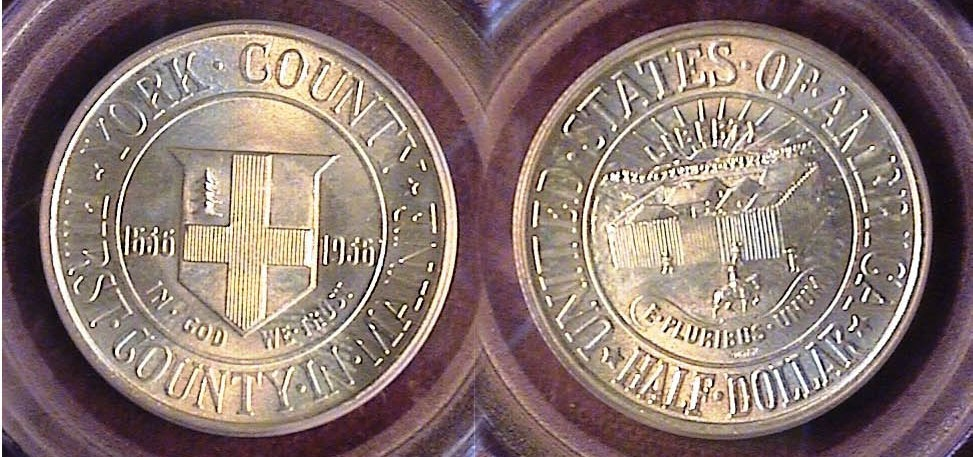 YORK · COUNTY
FIRST · COUNTY · IN · MAINE
1636 1936
IN · GOD WE · TRUST
UNITED · STATES · OF · AMERICA
LIBERTY
E · PLURIBUS · UNUM
HALF · DOLLAR